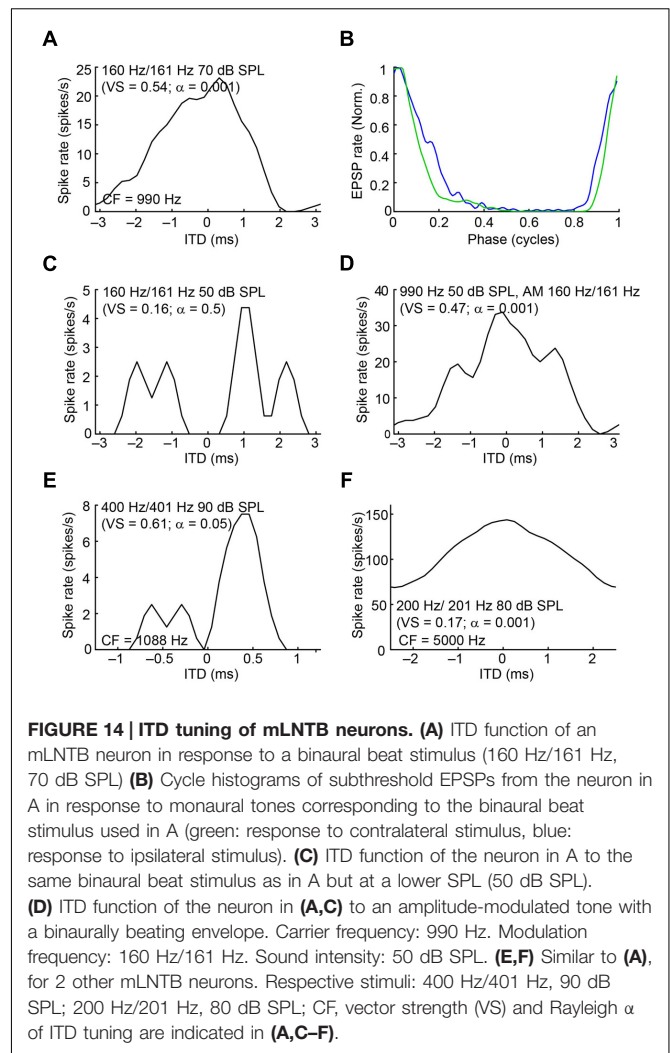 A
160 Hz/161 Hz 70 dB SPL
(VS = 0.54; α = 0.001)
25
20
15
10
5
0
Spike rate (spikes/s)
CF = 990 Hz
−3 −2 −1 0 1 2 3
ITD (ms)
B
1
0.8
0.6
0.4
0.2
0
EPSP rate (Norm.)
0 0.2 0.4 0.6 0.8 1
Phase (cycles)
C
160 Hz/161 Hz 50 dB SPL
(VS = 0.16; α = 0.5)
5
4
3
2
1
0
Spike rate (spikes/s)
−3 −2 −1 0 1 2 3
ITD (ms)
D
990 Hz 50 dB SPL, AM 160 Hz/161 Hz
(VS = 0.47; α = 0.001)
40
30
20
10
0
Spike rate (spikes/s)
−3 −2 −1 0 1 2 3
ITD (ms)
E
400 Hz/401 Hz 90 dB SPL
(VS = 0.61; α = 0.05)
8
6
4
2
0
Spike rate (spikes/s)
CF = 1088 Hz
−1 −0.5 0 0.5 1
ITD (ms)
F
150
100
50
0
Spike rate (spikes/s)
200 Hz/ 201 Hz 80 dB SPL
(VS = 0.17; α = 0.001)
CF = 5000 Hz
−2 −1 0 1 2
ITD (ms)
FIGURE 14 | ITD tuning of mLNTB neurons. (A) ITD function of an
mLNTB neuron in response to a binaural beat stimulus (160 Hz/161 Hz,
70 dB SPL) (B) Cycle histograms of subthreshold EPSPs from the neuron in
A in response to monaural tones corresponding to the binaural beat
stimulus used in A (green: response to contralateral stimulus, blue:
response to ipsilateral stimulus). (C) ITD function of the neuron in A to the
same binaural beat stimulus as in A but at a lower SPL (50 dB SPL).
(D) ITD function of the neuron in (A,C) to an amplitude-modulated tone with
a binaurally beating envelope. Carrier frequency: 990 Hz. Modulation
frequency: 160 Hz/161 Hz. Sound intensity: 50 dB SPL. (E,F) Similar to (A),
for 2 other mLNTB neurons. Respective stimuli: 400 Hz/401 Hz, 90 dB
SPL; 200 Hz/201 Hz, 80 dB SPL; CF, vector strength (VS) and Rayleigh α
of ITD tuning are indicated in (A,C–F).